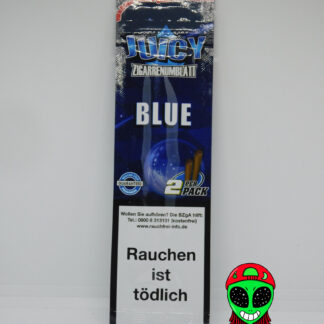 JUICY
ZIGARRENUMBLATT
BLUE
2 PER
PACK
Wollen Sie aufhören? Die BZgA Hilft:
Tel.: 0800 8 313131 (kostenfrei)
www.rauchfrei-info.de
Rauchen
ist
tödlich